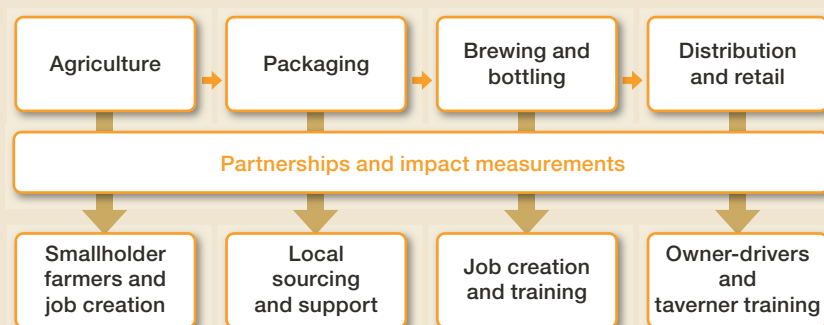 Agriculture
Packaging
Brewing and
bottling
Distribution
and retail
Partnerships and impact measurements
Smallholder
farmers and
job creation
Local
sourcing
and support
Job creation
and training
Owner-drivers
and
taverner training